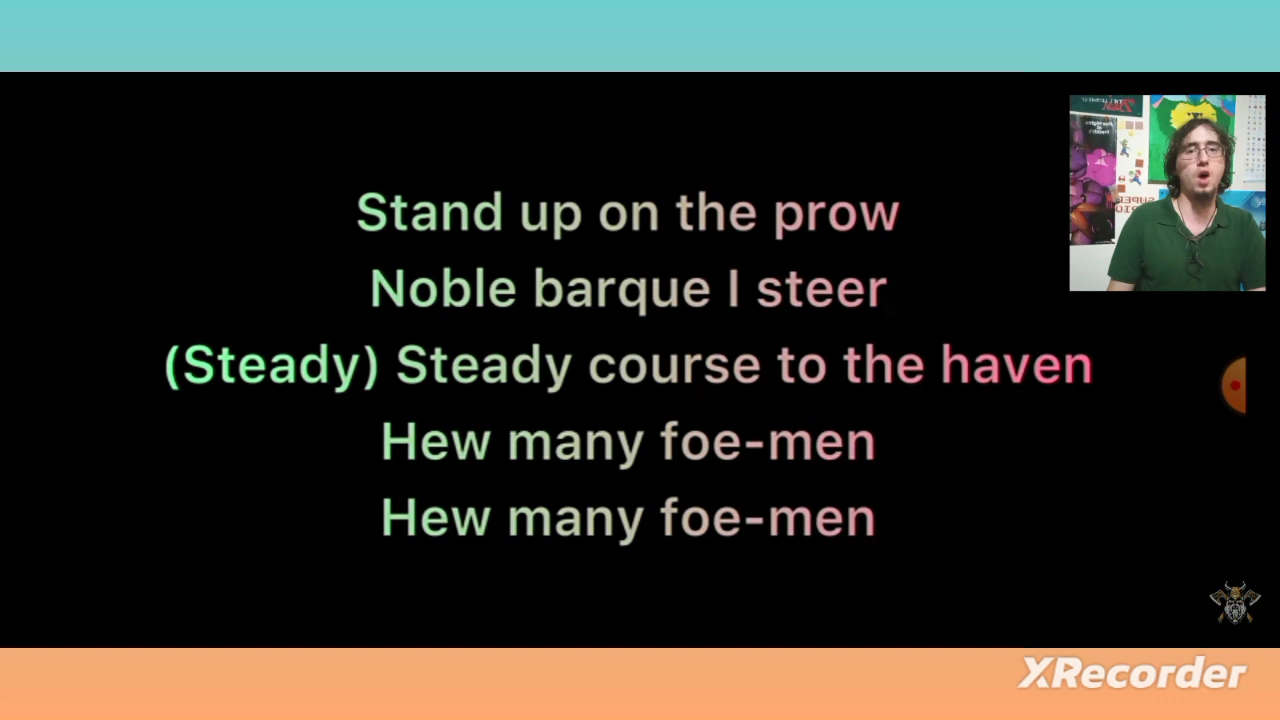 Stand up on the prow
Noble barque I steer
(Steady) Steady course to the haven
Hew many foe-men
Hew many foe-men
XRecorder